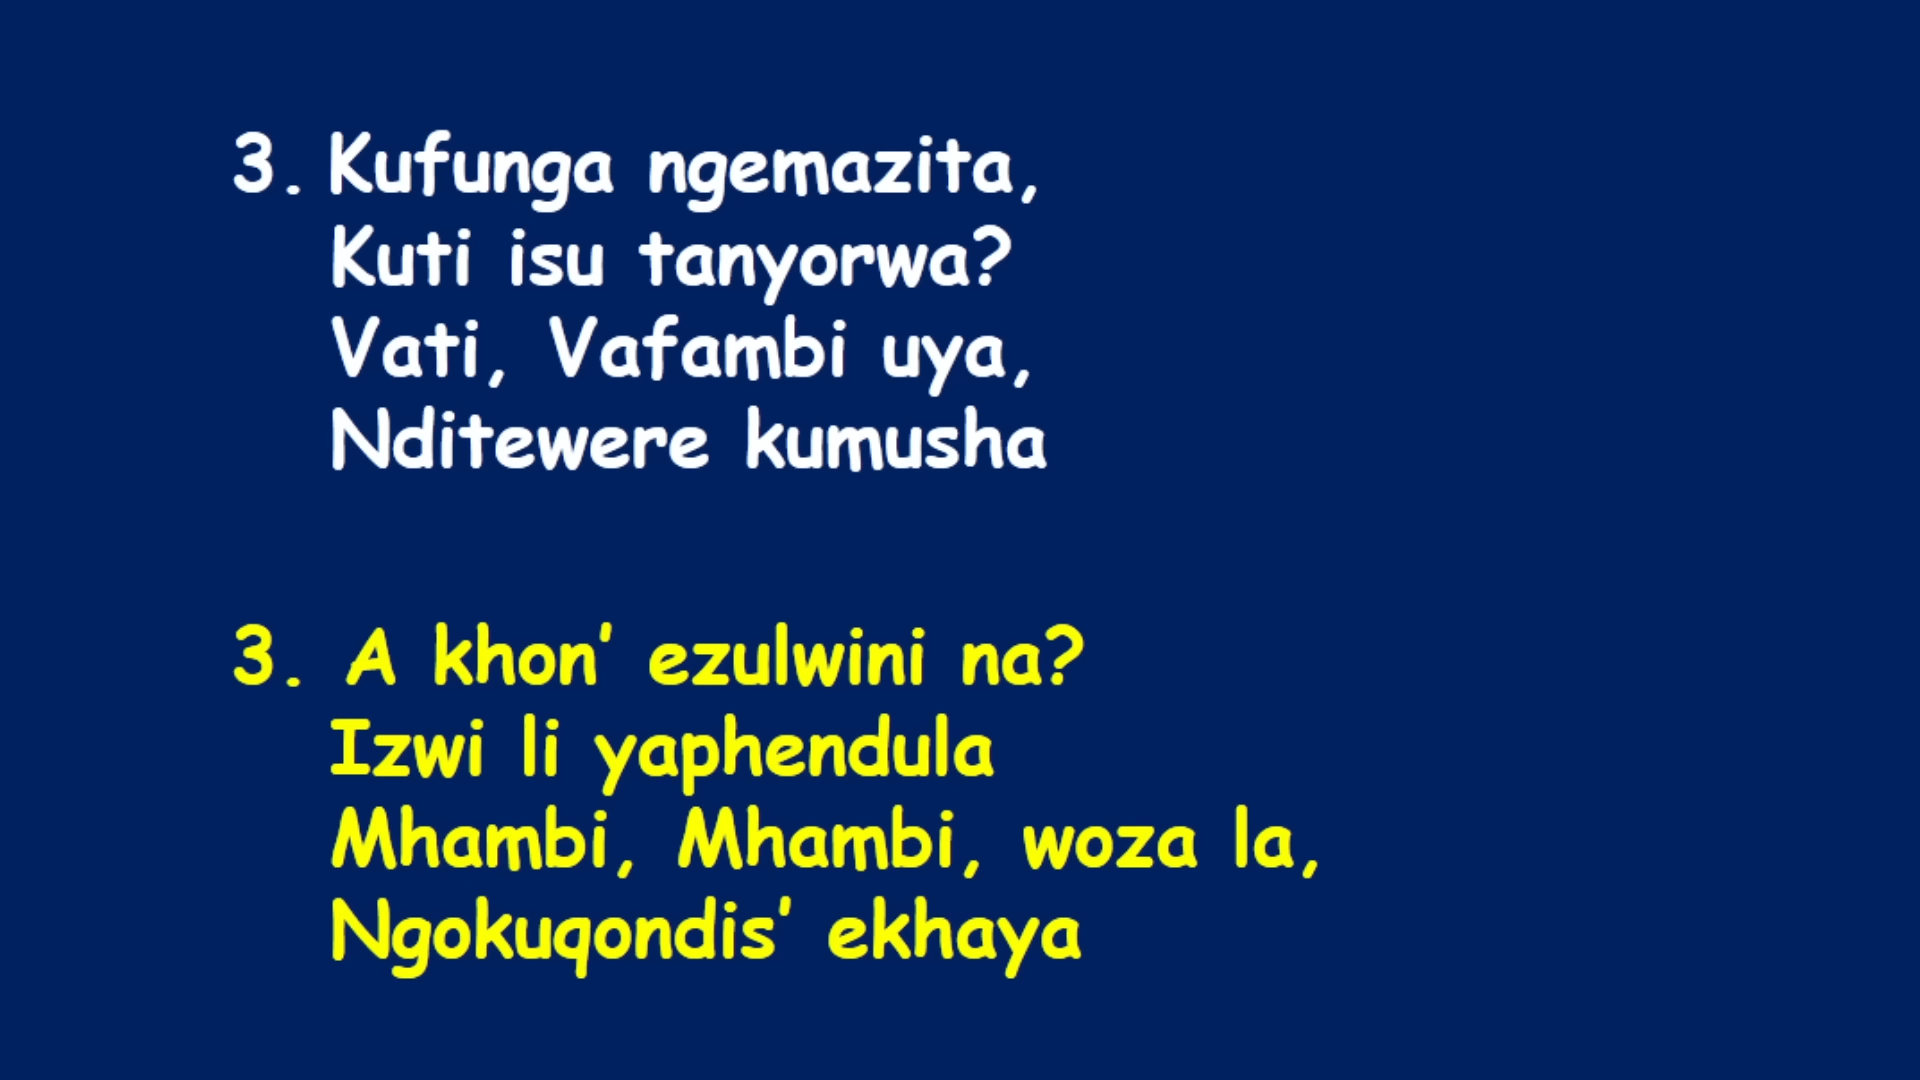 3. Kufunga ngemazita,
Kuti isu tanyorwa?
Vati, Vafambi uya,
Nditewere kumusha
3. A khon' ezulwini na?
Izwi li yaphendula
Mhambi, Mhambi, woza la,
Ngokuqondis' ekhaya